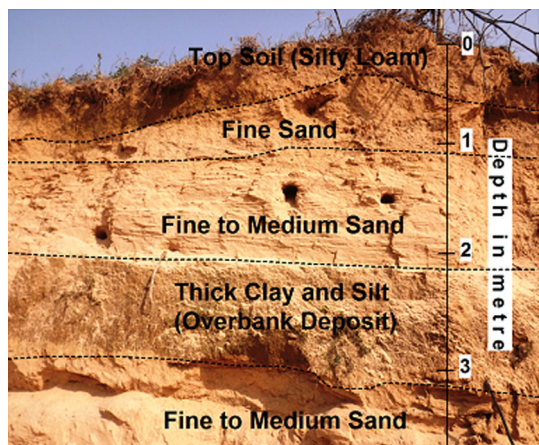 0
Top Soil (Silty Loam)
Fine Sand
1
Depth in metre
Fine to Medium Sand
2
Thick Clay and Silt
(Overbank Deposit)
3
Fine to Medium Sand